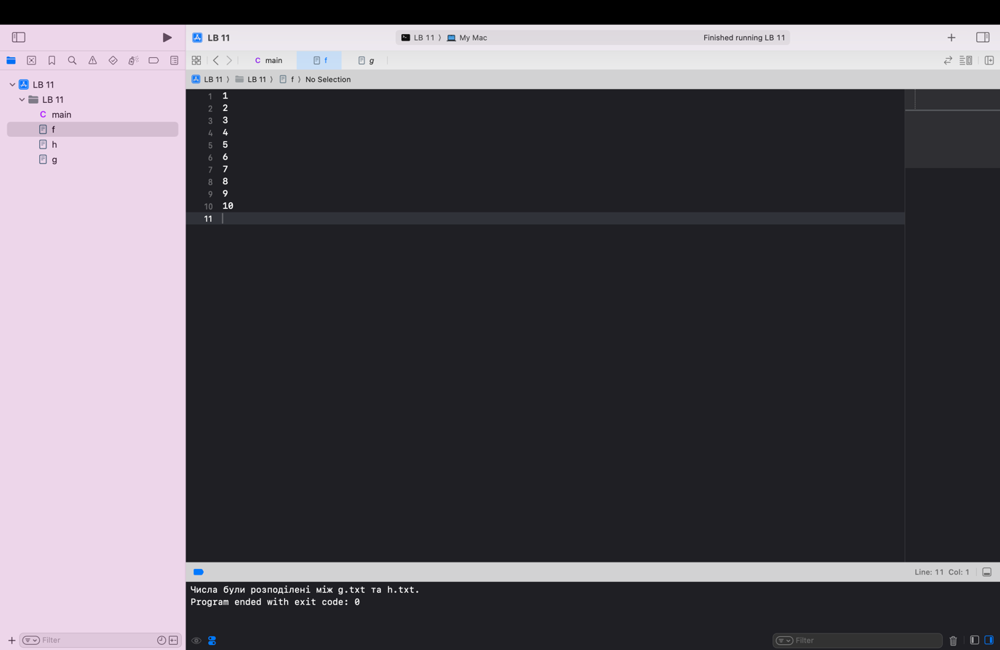 LB 11
LB 11 〉 My Mac
Finished running LB 11
C main
f
g
LB 11 〉 LB 11 〉 f 〉 No Selection
LB 11
LB 11
C main
f
h
g
1 1
2 2
3 3
4 4
5 5
6 6
7 7
8 8
9 9
10 10
11
Line: 11 Col: 1
Числа були розподілені між g.txt та h.txt.
Program ended with exit code: 0
Filter
Filter